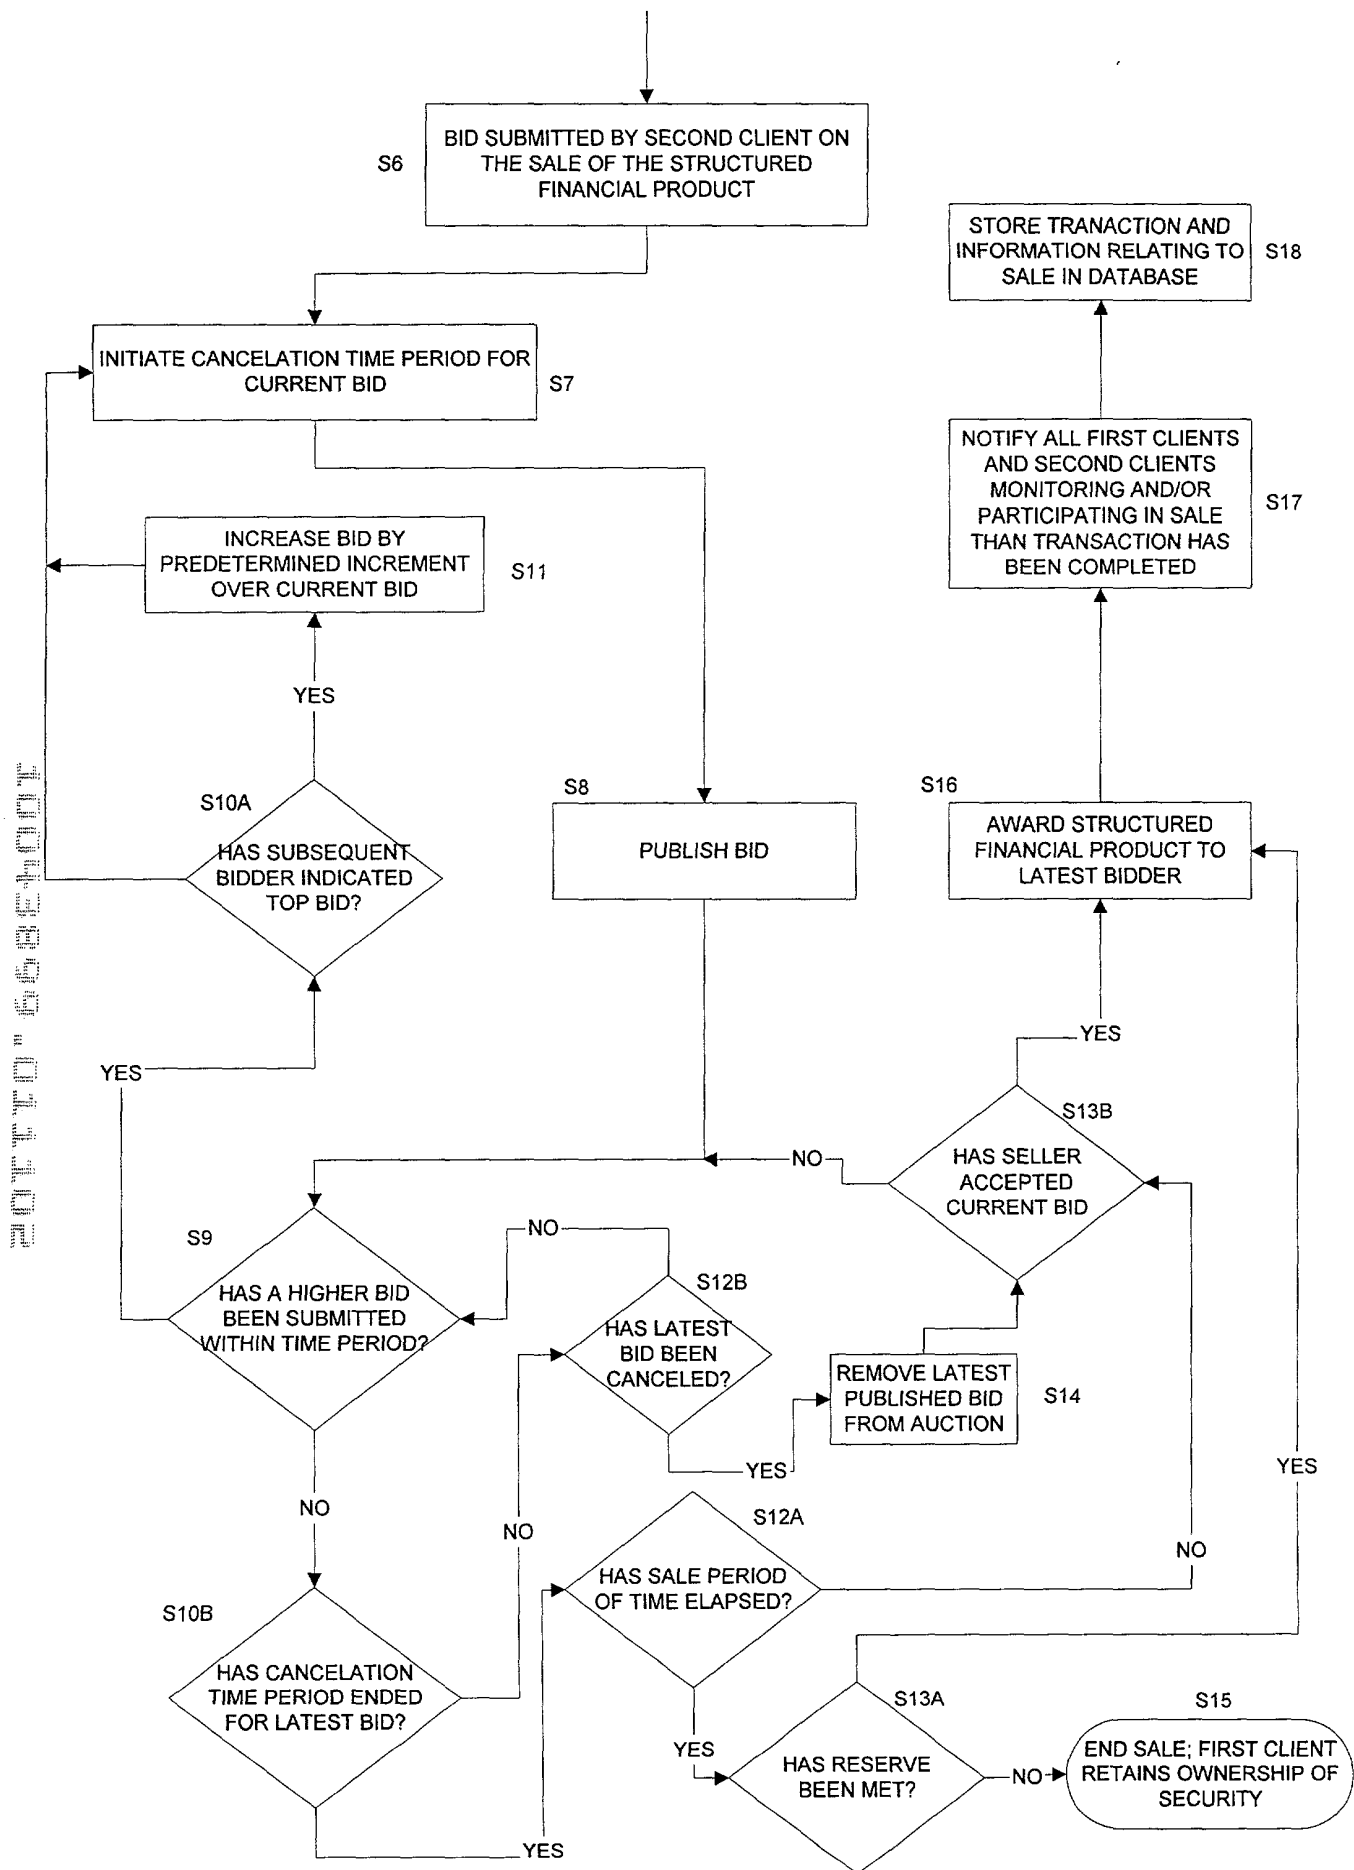 BID SUBMITTED BY SECOND CLIENT ON
THE SALE OF THE STRUCTURED
FINANCIAL PRODUCT
S6
STORE TRANACTION AND
INFORMATION RELATING TO
SALE IN DATABASE
S18
INITIATE CANCELATION TIME PERIOD FOR
CURRENT BID
S7
NOTIFY ALL FIRST CLIENTS
AND SECOND CLIENTS
MONITORING AND/OR
PARTICIPATING IN SALE
THAN TRANSACTION HAS
BEEN COMPLETED
S17
INCREASE BID BY
PREDETERMINED INCREMENT
OVER CURRENT BID
S11
YES
S10A
HAS SUBSEQUENT
BIDDER INDICATED
TOP BID?
S8
PUBLISH BID
S16
AWARD STRUCTURED
FINANCIAL PRODUCT TO
LATEST BIDDER
YES
YES
S13B
HAS SELLER
ACCEPTED
CURRENT BID
NO
S9
HAS A HIGHER BID
BEEN SUBMITTED
WITHIN TIME PERIOD?
NO
S12B
HAS LATEST
BID BEEN
CANCELED?
REMOVE LATEST
PUBLISHED BID
FROM AUCTION
S14
YES
YES
NO
NO
S12A
HAS SALE PERIOD
OF TIME ELAPSED?
NO
S10B
HAS CANCELATION
TIME PERIOD ENDED
FOR LATEST BID?
YES
YES
S13A
HAS RESERVE
BEEN MET?
NO
S15
END SALE; FIRST CLIENT
RETAINS OWNERSHIP OF
SECURITY